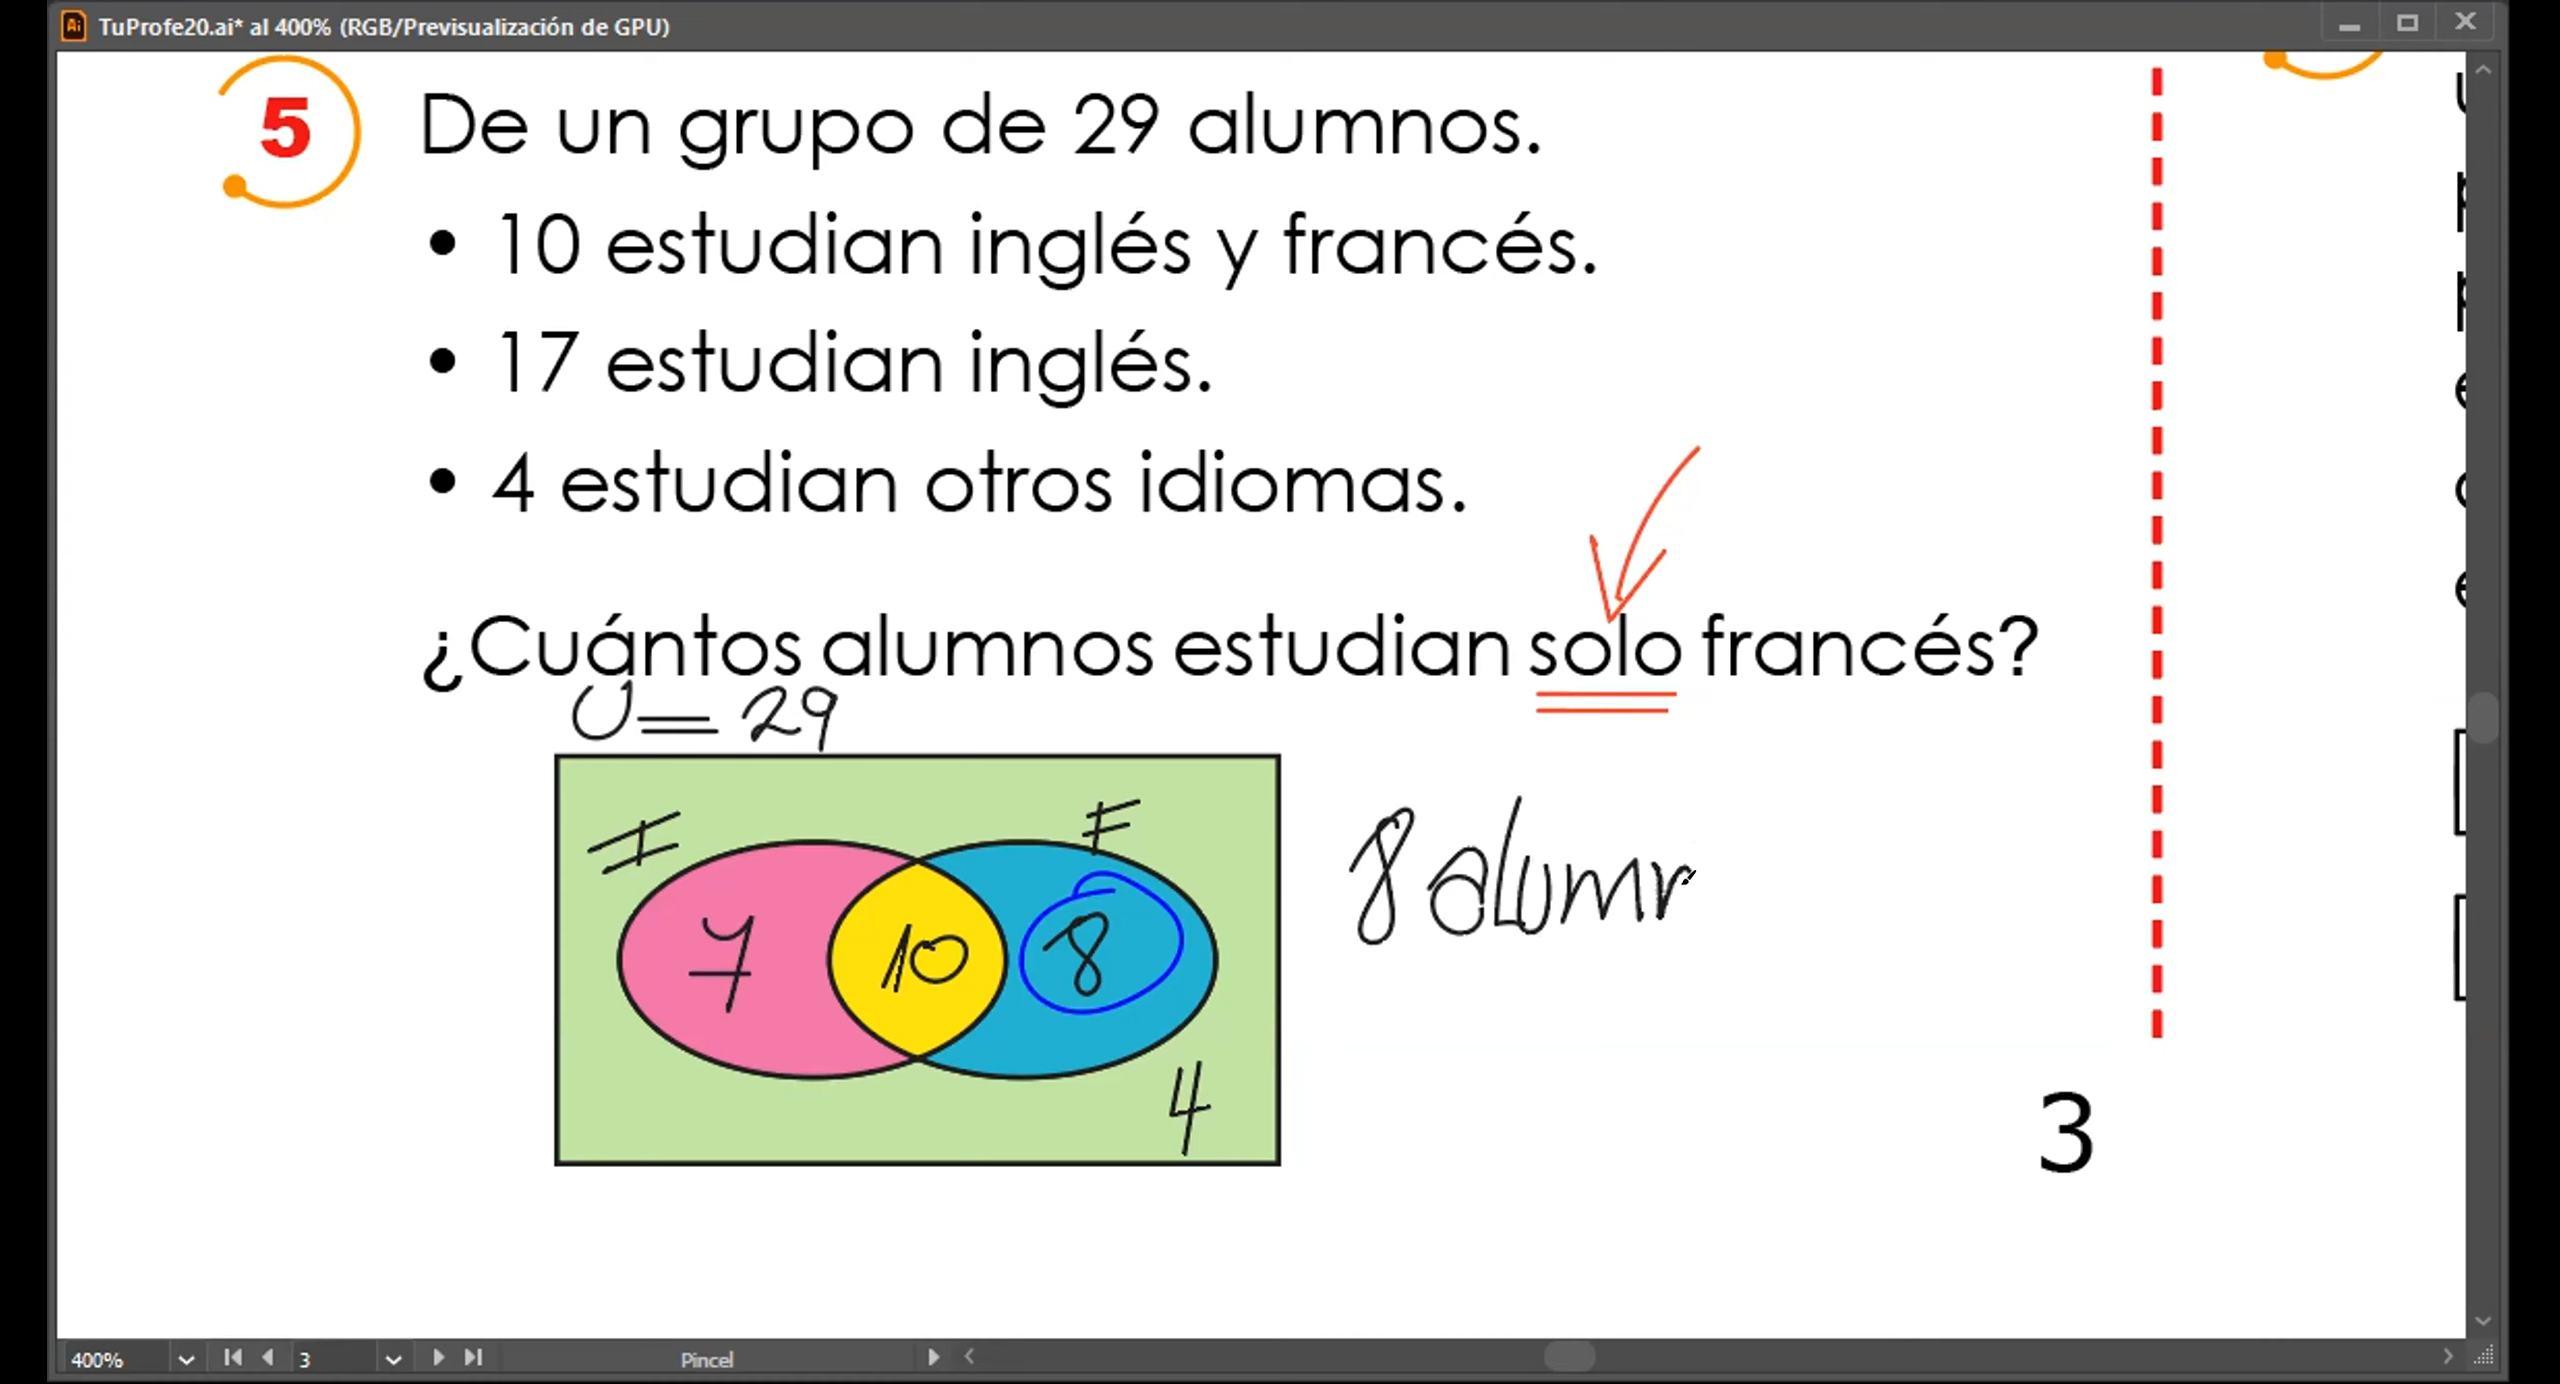 TuProfe20.ai* al 400% (RGB/Previsualización de GPU)
5
De un grupo de 29 alumnos.
• 10 estudian inglés y francés.
• 17 estudian inglés.
• 4 estudian otros idiomas.
¿Cuántos alumnos estudian solo francés?
U = 29
I
F
7
10
8
4
8 alumn
3
400%
3
Pincel